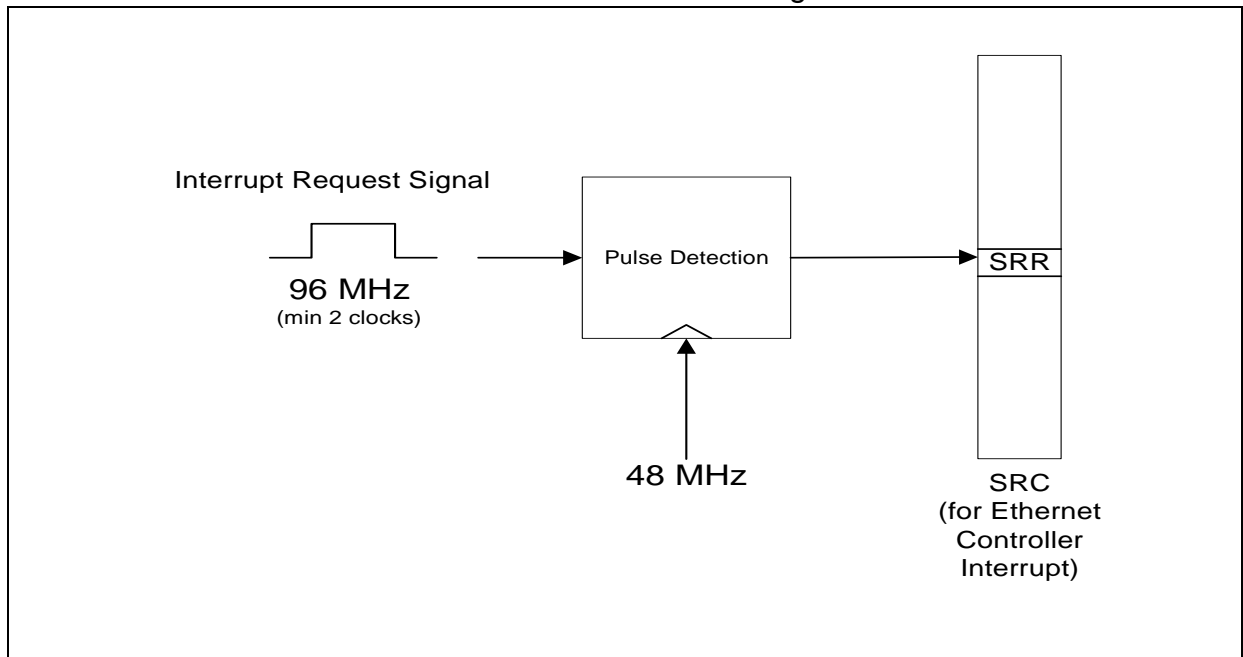 Interrupt Request Signal
96 MHz
(min 2 clocks)
Pulse Detection
48 MHz
SRR
SRC
(for Ethernet
Controller
Interrupt)